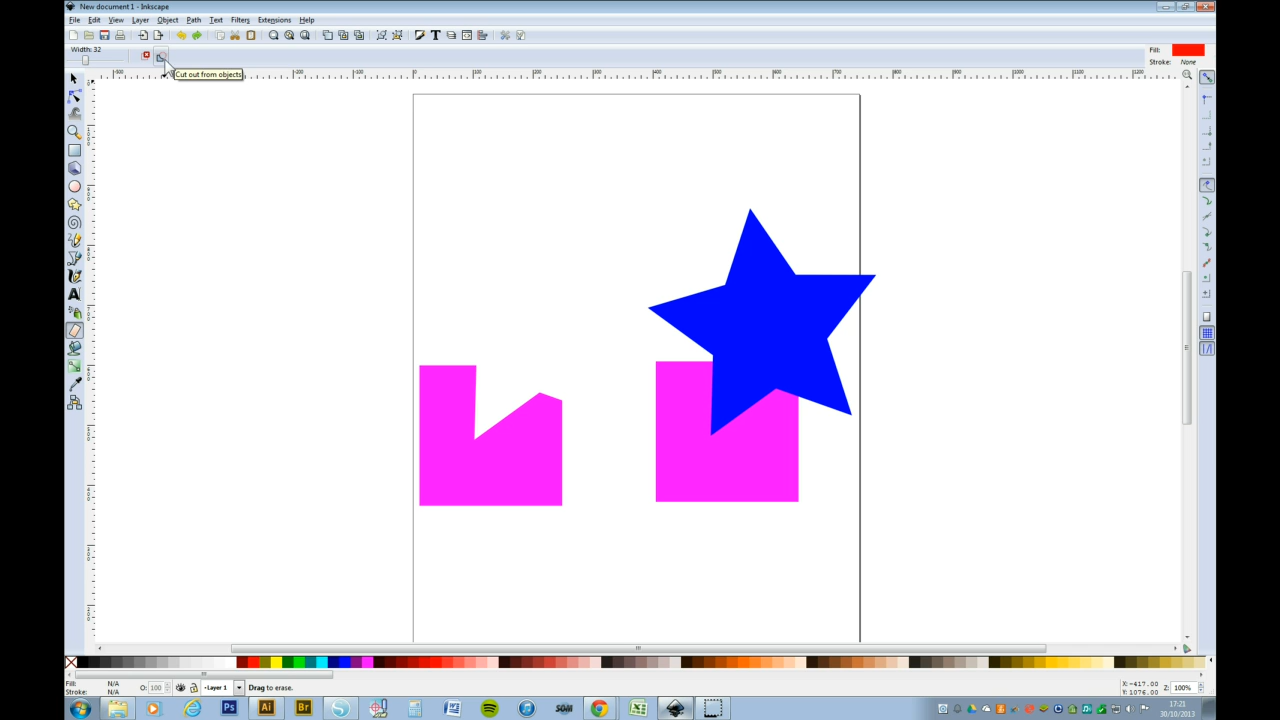 New document 1 - Inkscape
File Edit View Layer Object Path Text Filters Extensions Help
Width: 32
Cut out from objects
Fill:
Stroke: None
Fill: N/A
Stroke: N/A
O: 100
Layer 1
Drag to erase.
X: -417.00
Y: 1076.00
Z: 100%
17:21
30/10/2013